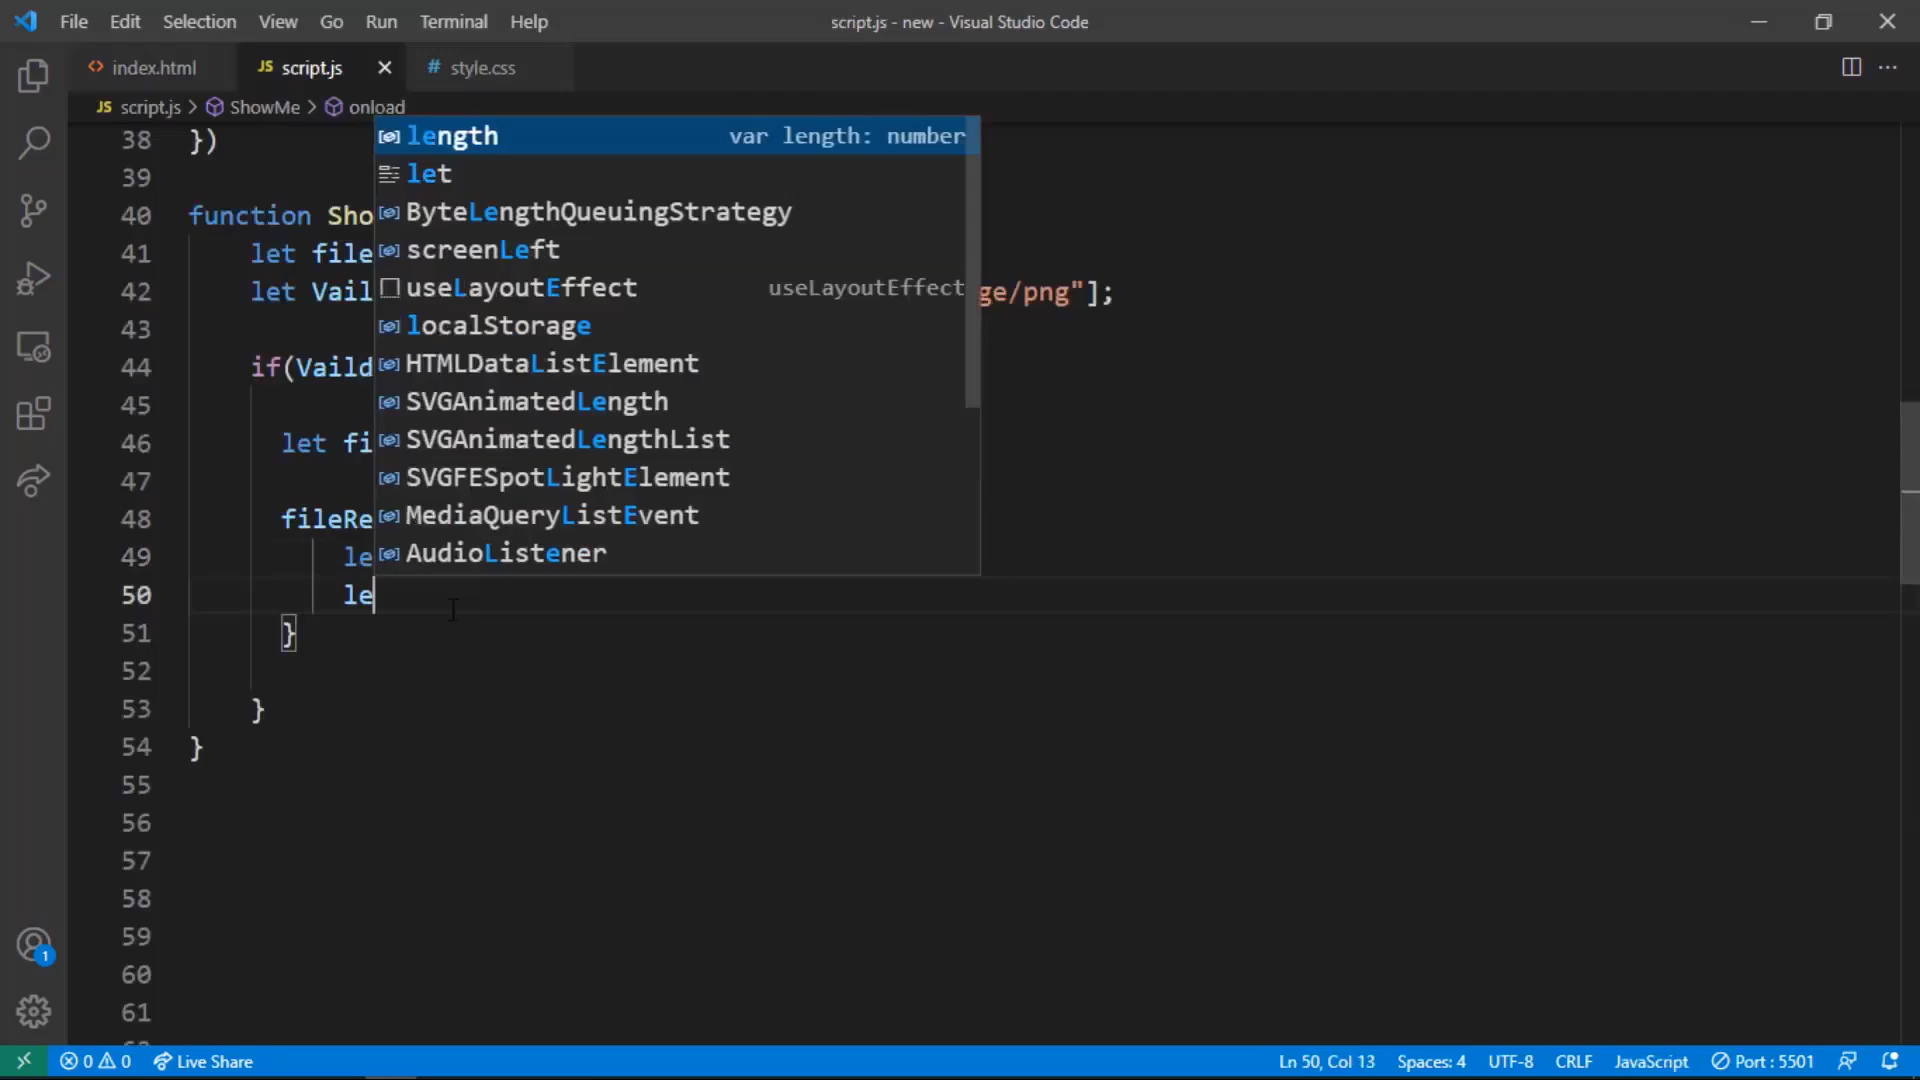 File Edit Selection View Go Run Terminal Help script.js - new - Visual Studio Code
<> index.html JS script.js # style.css
JS script.js > ShowMe > onload
38 })
39
40 function Sho
41 let file
42 let Vail ge/png"];
43
44 if(Vaild
45
46 let fi
47
48 fileRe
49 le
50 le
51 }
52
53 }
54 }
55
56
57
58
59
60
61
length var length: number
let
ByteLengthQueuingStrategy
screenLeft
useLayoutEffect useLayoutEffect
localStorage
HTMLDataListElement
SVGAnimatedLength
SVGAnimatedLengthList
SVGFESpotLightElement
MediaQueryListEvent
AudioListener
1
0 0 Live Share Ln 50, Col 13 Spaces: 4 UTF-8 CRLF JavaScript Port : 5501